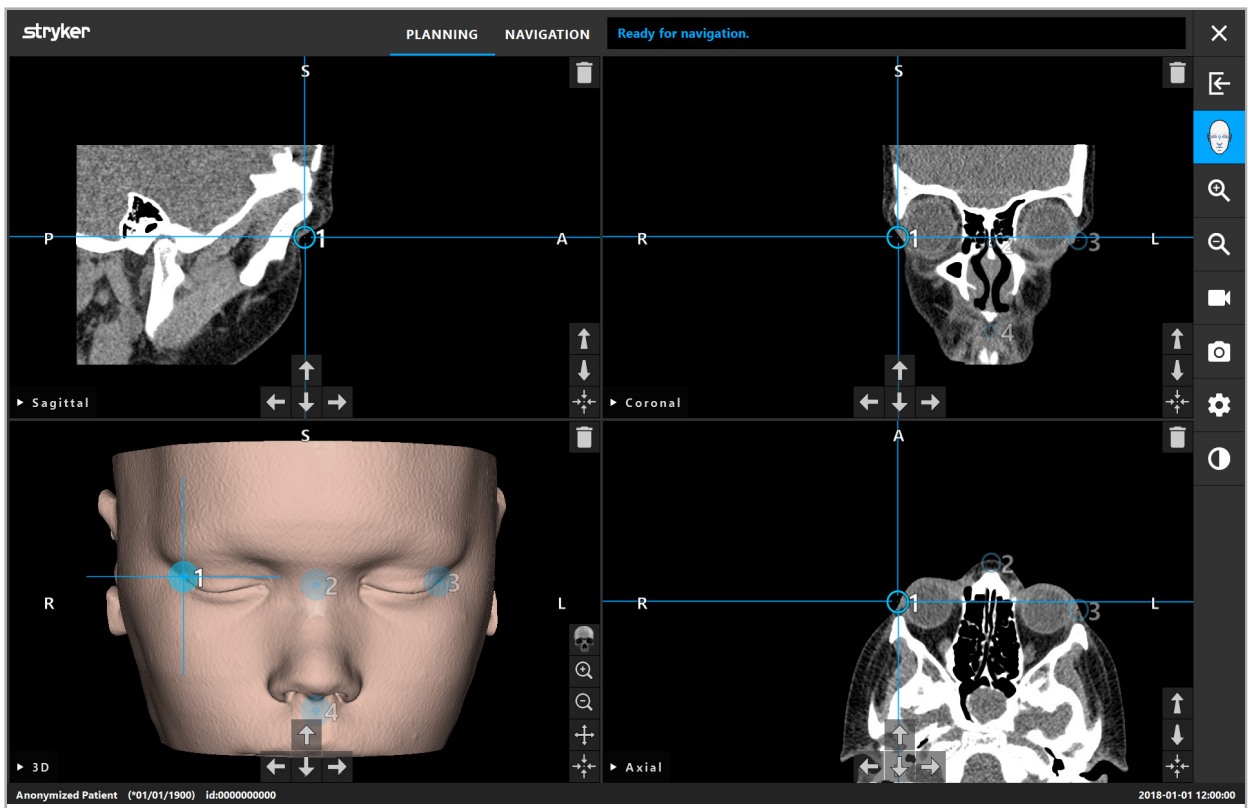 stryker
PLANNING NAVIGATION Ready for navigation.
S
P 1 A
Sagittal
S
R 1 2 3 L
4
Coronal
S
1 2 3
R L
4
3D
A
2
R 1 3 L
Axial
Anonymized Patient (*01/01/1900) id:0000000000 2018-01-01 12:00:00